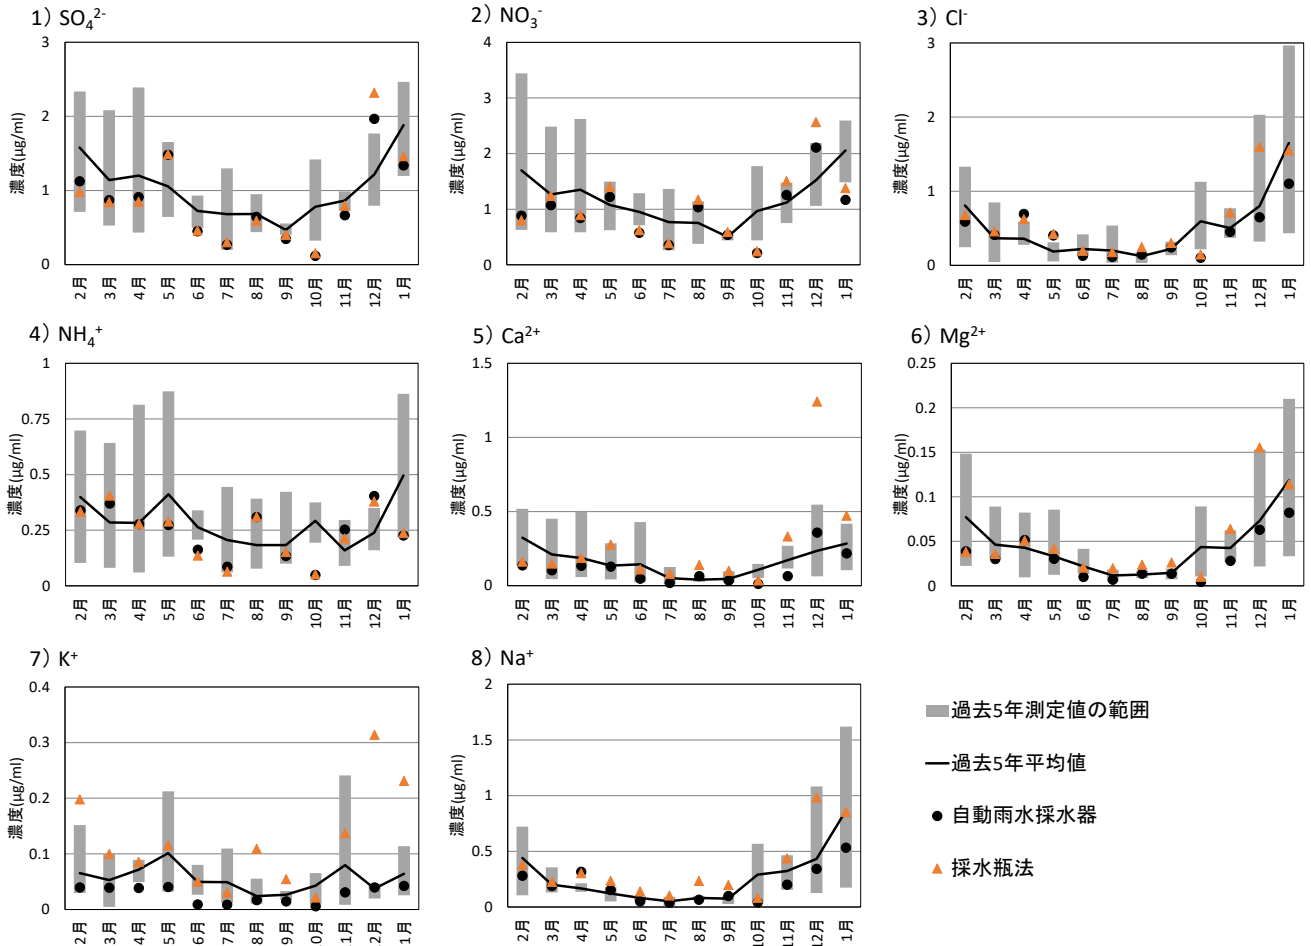 1）SO₄²⁻
濃度(µg/ml)
3
2
1
0
2月 3月 4月 5月 6月 7月 8月 9月 10月 11月 12月 1月
2）NO₃⁻
濃度(µg/ml)
4
3
2
1
0
2月 3月 4月 5月 6月 7月 8月 9月 10月 11月 12月 1月
3）Cl⁻
濃度(µg/ml)
3
2
1
0
2月 3月 4月 5月 6月 7月 8月 9月 10月 11月 12月 1月
4）NH₄⁺
濃度(µg/ml)
1
0.75
0.5
0.25
0
2月 3月 4月 5月 6月 7月 8月 9月 10月 11月 12月 1月
5）Ca²⁺
濃度(µg/ml)
1.5
1
0.5
0
2月 3月 4月 5月 6月 7月 8月 9月 10月 11月 12月 1月
6）Mg²⁺
濃度(µg/ml)
0.25
0.2
0.15
0.1
0.05
0
2月 3月 4月 5月 6月 7月 8月 9月 10月 11月 12月 1月
7）K⁺
濃度(µg/ml)
0.4
0.3
0.2
0.1
0
2月 3月 4月 5月 6月 7月 8月 9月 10月 11月 12月 1月
8）Na⁺
濃度(µg/ml)
2
1.5
1
0.5
0
2月 3月 4月 5月 6月 7月 8月 9月 10月 11月 12月 1月
過去5年測定値の範囲
過去5年平均値
自動雨水採水器
採水瓶法